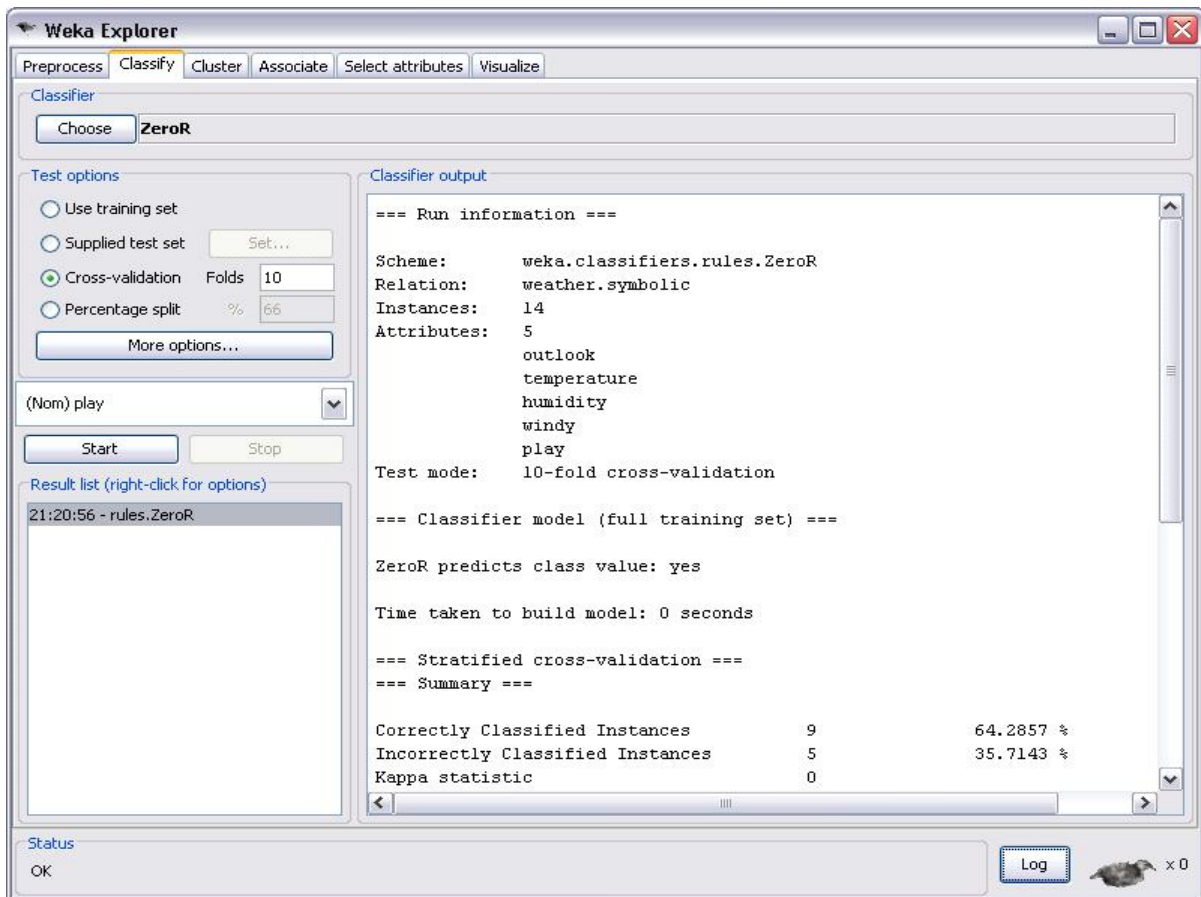 Weka Explorer
Preprocess Classify Cluster Associate Select attributes Visualize
Classifier
Choose ZeroR
Test options
Use training set
Supplied test set Set...
Cross-validation Folds 10
Percentage split % 66
More options...
(Nom) play
Start Stop
Result list (right-click for options)
21:20:56 - rules.ZeroR
Classifier output
=== Run information ===
Scheme: weka.classifiers.rules.ZeroR
Relation: weather.symbolic
Instances: 14
Attributes: 5
outlook
temperature
humidity
windy
play
Test mode: 10-fold cross-validation
=== Classifier model (full training set) ===
ZeroR predicts class value: yes
Time taken to build model: 0 seconds
=== Stratified cross-validation ===
=== Summary ===
Correctly Classified Instances 9 64.2857 %
Incorrectly Classified Instances 5 35.7143 %
Kappa statistic 0
Status
OK
Log x 0